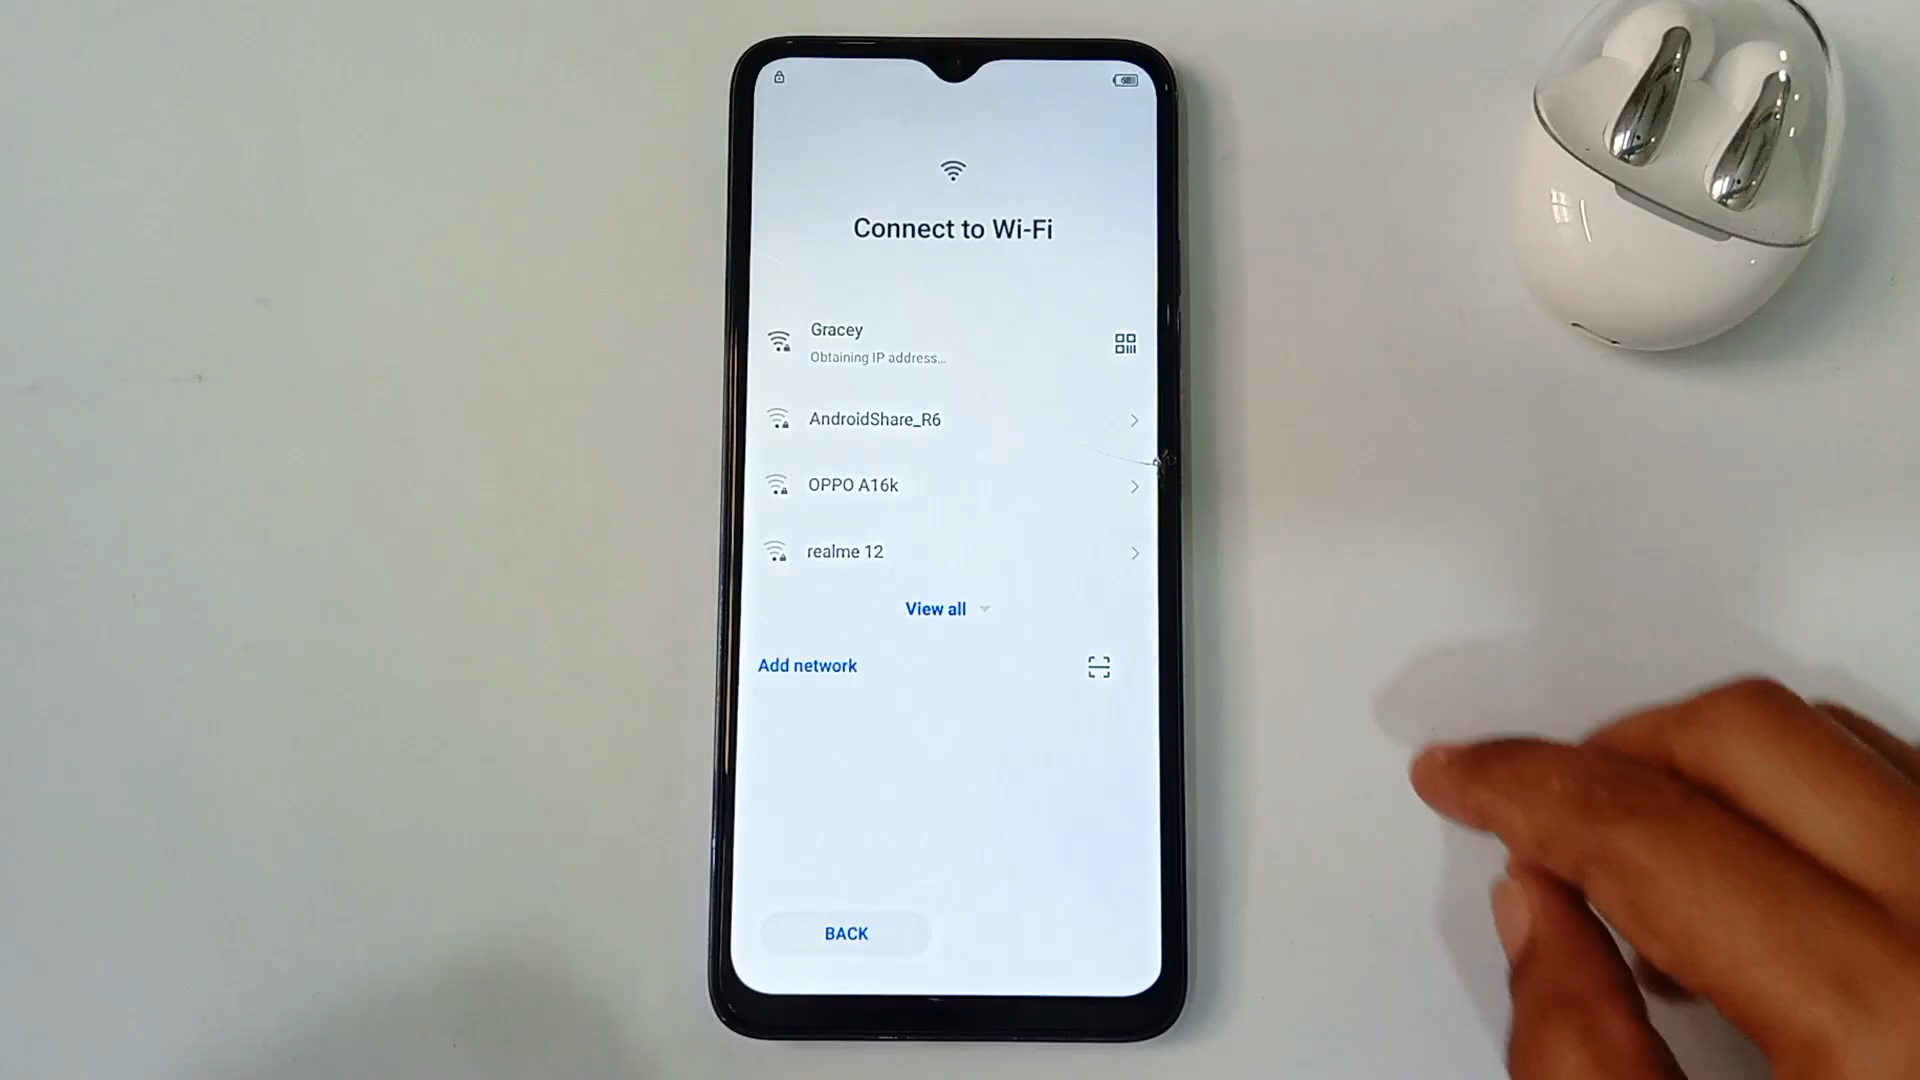 Connect to Wi-Fi
Gracey
Obtaining IP address...
AndroidShare_R6
OPPO A16k
realme 12
View all
Add network
BACK